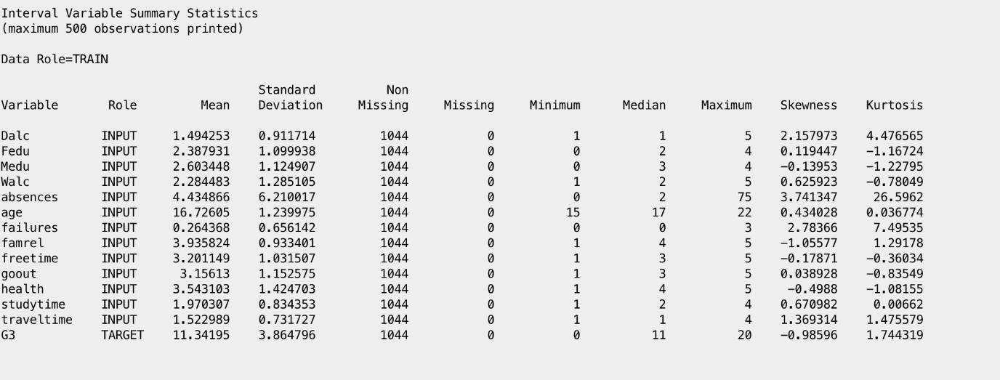 Interval Variable Summary Statistics
(maximum 500 observations printed)
Data Role=TRAIN
Standard Non
Variable Role Mean Deviation Missing Missing Minimum Median Maximum Skewness Kurtosis
Dalc INPUT 1.494253 0.911714 1044 0 1 1 5 2.157973 4.476565
Fedu INPUT 2.387931 1.099938 1044 0 0 2 4 0.119447 -1.16724
Medu INPUT 2.603448 1.124907 1044 0 0 3 4 -0.13953 -1.22795
Walc INPUT 2.284483 1.285105 1044 0 1 2 5 0.625923 -0.78049
absences INPUT 4.434866 6.210017 1044 0 0 2 75 3.741347 26.5962
age INPUT 16.72605 1.239975 1044 0 15 17 22 0.434028 0.036774
failures INPUT 0.264368 0.656142 1044 0 0 0 3 2.78366 7.49535
famrel INPUT 3.935824 0.933401 1044 0 1 4 5 -1.05577 1.29178
freetime INPUT 3.201149 1.031507 1044 0 1 3 5 -0.17871 -0.36034
goout INPUT 3.15613 1.152575 1044 0 1 3 5 0.038928 -0.83549
health INPUT 3.543103 1.424703 1044 0 1 4 5 -0.4988 -1.08155
studytime INPUT 1.970307 0.834353 1044 0 1 2 4 0.670982 0.00662
traveltime INPUT 1.522989 0.731727 1044 0 1 1 4 1.369314 1.475579
G3 TARGET 11.34195 3.864796 1044 0 0 11 20 -0.98596 1.744319